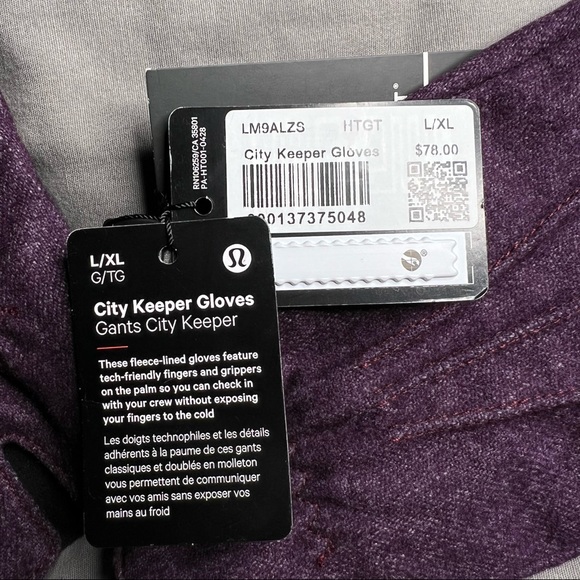 LM9ALZS HTGT L/XL
City Keeper Gloves $78.00
RN106259/CA 35801
PA-HT001-0428
000137375048
L/XL
G/TG
City Keeper Gloves
Gants City Keeper
These fleece-lined gloves feature
tech-friendly fingers and grippers
on the palm so you can check in
with your crew without exposing
your fingers to the cold
Les doigts technophiles et les détails
adhérents à la paume de ces gants
classiques et doublés en molleton
vous permettent de communiquer
avec vos amis sans exposer vos
mains au froid